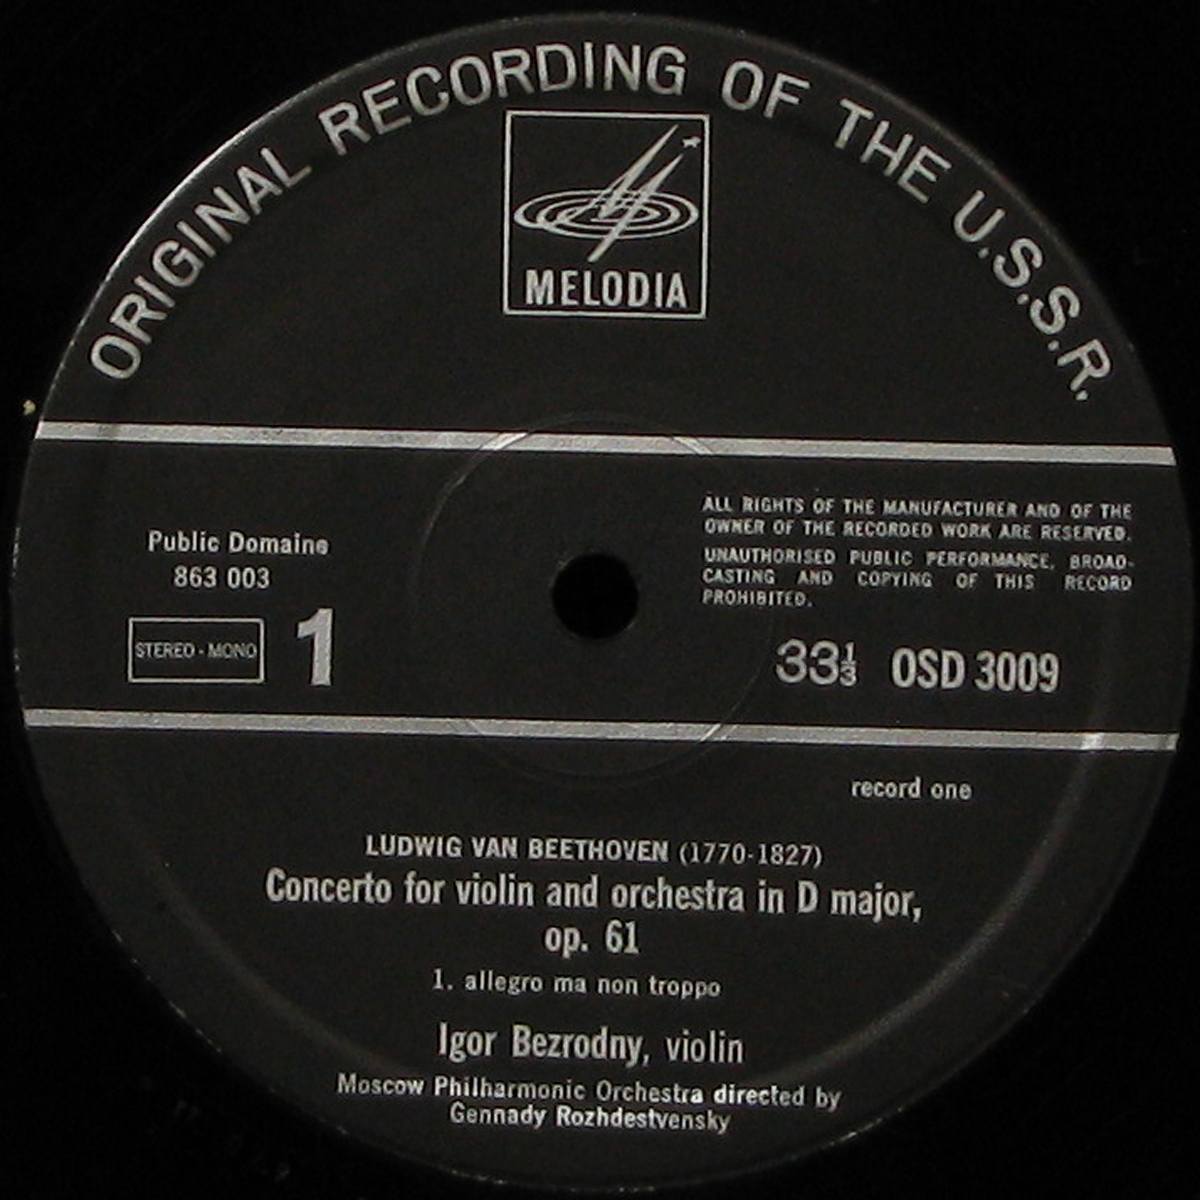 ORIGINAL RECORDING OF THE U.S.S.R.
MELODIA
Public Domaine
863 003
STEREO - MONO
1
ALL RIGHTS OF THE MANUFACTURER AND OF THE
OWNER OF THE RECORDED WORK ARE RESERVED.
UNAUTHORISED PUBLIC PERFORMANCE, BROAD-
CASTING AND COPYING OF THIS RECORD
PROHIBITED.
33⅓ OSD 3009
record one
LUDWIG VAN BEETHOVEN (1770-1827)
Concerto for violin and orchestra in D major,
op. 61
1. allegro ma non troppo
Igor Bezrodny, violin
Moscow Philharmonic Orchestra directed by
Gennady Rozhdestvensky